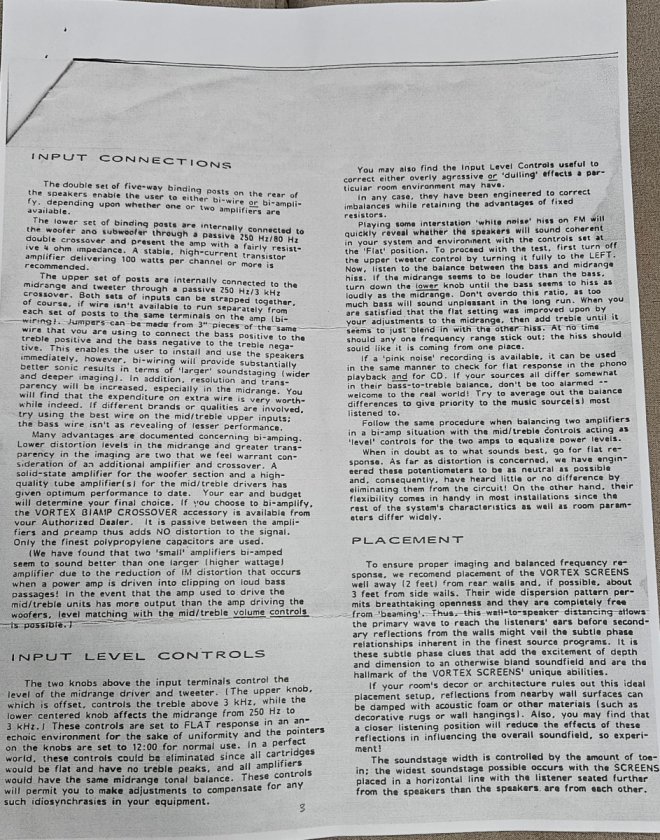 INPUT CONNECTIONS
The double set of five-way binding posts on the rear of
the speakers enable the user to either bi-wire or bi-ampli-
fy, depending upon whether one or two amplifiers are
available.
The lower set of binding posts are internally connected to
the woofer and subwoofer through a passive 250 Hz/80 Hz
double crossover and present the amp with a fairly resist-
ive 4 ohm impedance. A stable, high-current transistor
amplifier delivering 100 watts per channel or more is
recommended.
The upper set of posts are internally connected to the
midrange and tweeter through a passive 250 Hz/3 kHz
crossover. Both sets of inputs can be strapped together,
of course, if wire isn't available to run separately from
each set of posts to the same terminals on the amp (bi-
wiring). Jumpers can be made from 3" pieces of the same
wire that you are using to connect the bass positive to the
treble positive and the bass negative to the treble nega-
tive. This enables the user to install and use the speakers
immediately, however, bi-wiring will provide substantially
better sonic results in terms of 'larger' soundstaging (wider
and deeper imaging). In addition, resolution and trans-
parency will be increased, especially in the midrange. You
will find that the expenditure on extra wire is very worth-
while indeed. If different brands or qualities are involved,
try using the best wire on the mid/treble upper inputs;
the bass wire isn't as revealing of lesser performance.
Many advantages are documented concerning bi-amping.
Lower distortion levels in the midrange and greater trans-
parency in the imaging are two that we feel warrant con-
sideration of an additional amplifier and crossover. A
solid-state amplifier for the woofer section and a high-
quality tube amplifier(s) for the mid/treble drivers has
given optimum performance to date. Your ear and budget
will determine your final choice. If you choose to bi-amplify,
the VORTEX BIAMP CROSSOVER accessory is available from
your Authorized Dealer. It is passive between the ampli-
fiers and preamp thus adds NO distortion to the signal.
Only the finest polypropylene capacitors are used.
(We have found that two 'small' amplifiers bi-amped
seem to sound better than one larger (higher wattage)
amplifier due to the reduction of IM distortion that occurs
when a power amp is driven into clipping on loud bass
passages! In the event that the amp used to drive the
mid/treble units has more output than the amp driving the
woofers, level matching with the mid/treble volume controls
is possible.)
INPUT LEVEL CONTROLS
The two knobs above the input terminals control the
level of the midrange driver and tweeter. (The upper knob,
which is offset, controls the treble above 3 kHz, while the
lower centered knob affects the midrange from 250 Hz to
3 kHz.) These controls are set to FLAT response in an an-
echoic environment for the sake of uniformity and the pointers
on the knobs are set to 12:00 for normal use. In a perfect
world, these controls could be eliminated since all cartridges
would be flat and have no treble peaks, and all amplifiers
would have the same midrange tonal balance. These controls
will permit you to make adjustments to compensate for any
such idiosynchrasies in your equipment.
You may also find the Input Level Controls useful to
correct either overly agressive or 'dulling' effects a par-
ticular room environment may have.
In any case, they have been engineered to correct
imbalances while retaining the advantages of fixed
resistors.
Playing some interstation 'white noise' hiss on FM will
quickly reveal whether the speakers will sound coherent
in your system and environment with the controls set at
the 'Flat' position. To proceed with the test, first turn off
the upper tweeter control by turning it fully to the LEFT.
Now, listen to the balance between the bass and midrange
hiss. If the midrange seems to be louder than the bass,
turn down the lower knob until the bass seems to hiss as
loudly as the midrange. Don't overdo this ratio, as too
much bass will sound unpleasant in the long run. When you
are satisfied that the flat setting was improved upon by
your adjustments to the midrange, then add treble until it
seems to just blend in with the other hiss. At no time
should any one frequency range stick out; the hiss should
sould like it is coming from one place.
If a 'pink noise' recording is available, it can be used
in the same manner to check for flat response in the phono
playback and for CD. If your sources all differ somewhat
in their bass-to-treble balance, don't be too alarmed --
welcome to the real world! Try to average out the balance
differences to give priority to the music source(s) most
listened to.
Follow the same procedure when balancing two amplifiers
in a bi-amp situation with the mid/treble controls acting as
'level' controls for the two amps to equalize power levels.
When in doubt as to what sounds best, go for flat re-
sponse. As far as distortion is concerned, we have engin-
eered these potentiometers to be as neutral as possible
and, consequently, have heard little or no difference by
eliminating them from the circuit! On the other hand, their
flexibility comes in handy in most installations since the
rest of the system's characteristics as well as room param-
eters differ widely.
PLACEMENT
To ensure proper imaging and balanced frequency re-
sponse, we recomend placement of the VORTEX SCREENS
well away (2 feet) from rear walls and, if possible, about
3 feet from side walls. Their wide dispersion pattern per-
mits breathtaking openness and they are completely free
from 'beaming'. Thus, this wall-to-speaker distancing allows
the primary wave to reach the listeners' ears before second-
ary reflections from the walls might veil the subtle phase
relationships inherent in the finest source programs. It is
these subtle phase clues that add the excitement of depth
and dimension to an otherwise bland soundfield and are the
hallmark of the VORTEX SCREENS' unique abilities.
If your room's decor or architecture rules out this ideal
placement setup, reflections from nearby wall surfaces can
be damped with acoustic foam or other materials (such as
decorative rugs or wall hangings). Also, you may find that
a closer listening position will reduce the effects of these
reflections in influencing the overall soundfield, so experi-
ment!
The soundstage width is controlled by the amount of toe-
in; the widest soundstage possible occurs with the SCREENS
placed in a horizontal line with the listener seated further
from the speakers than the speakers are from each other.
3